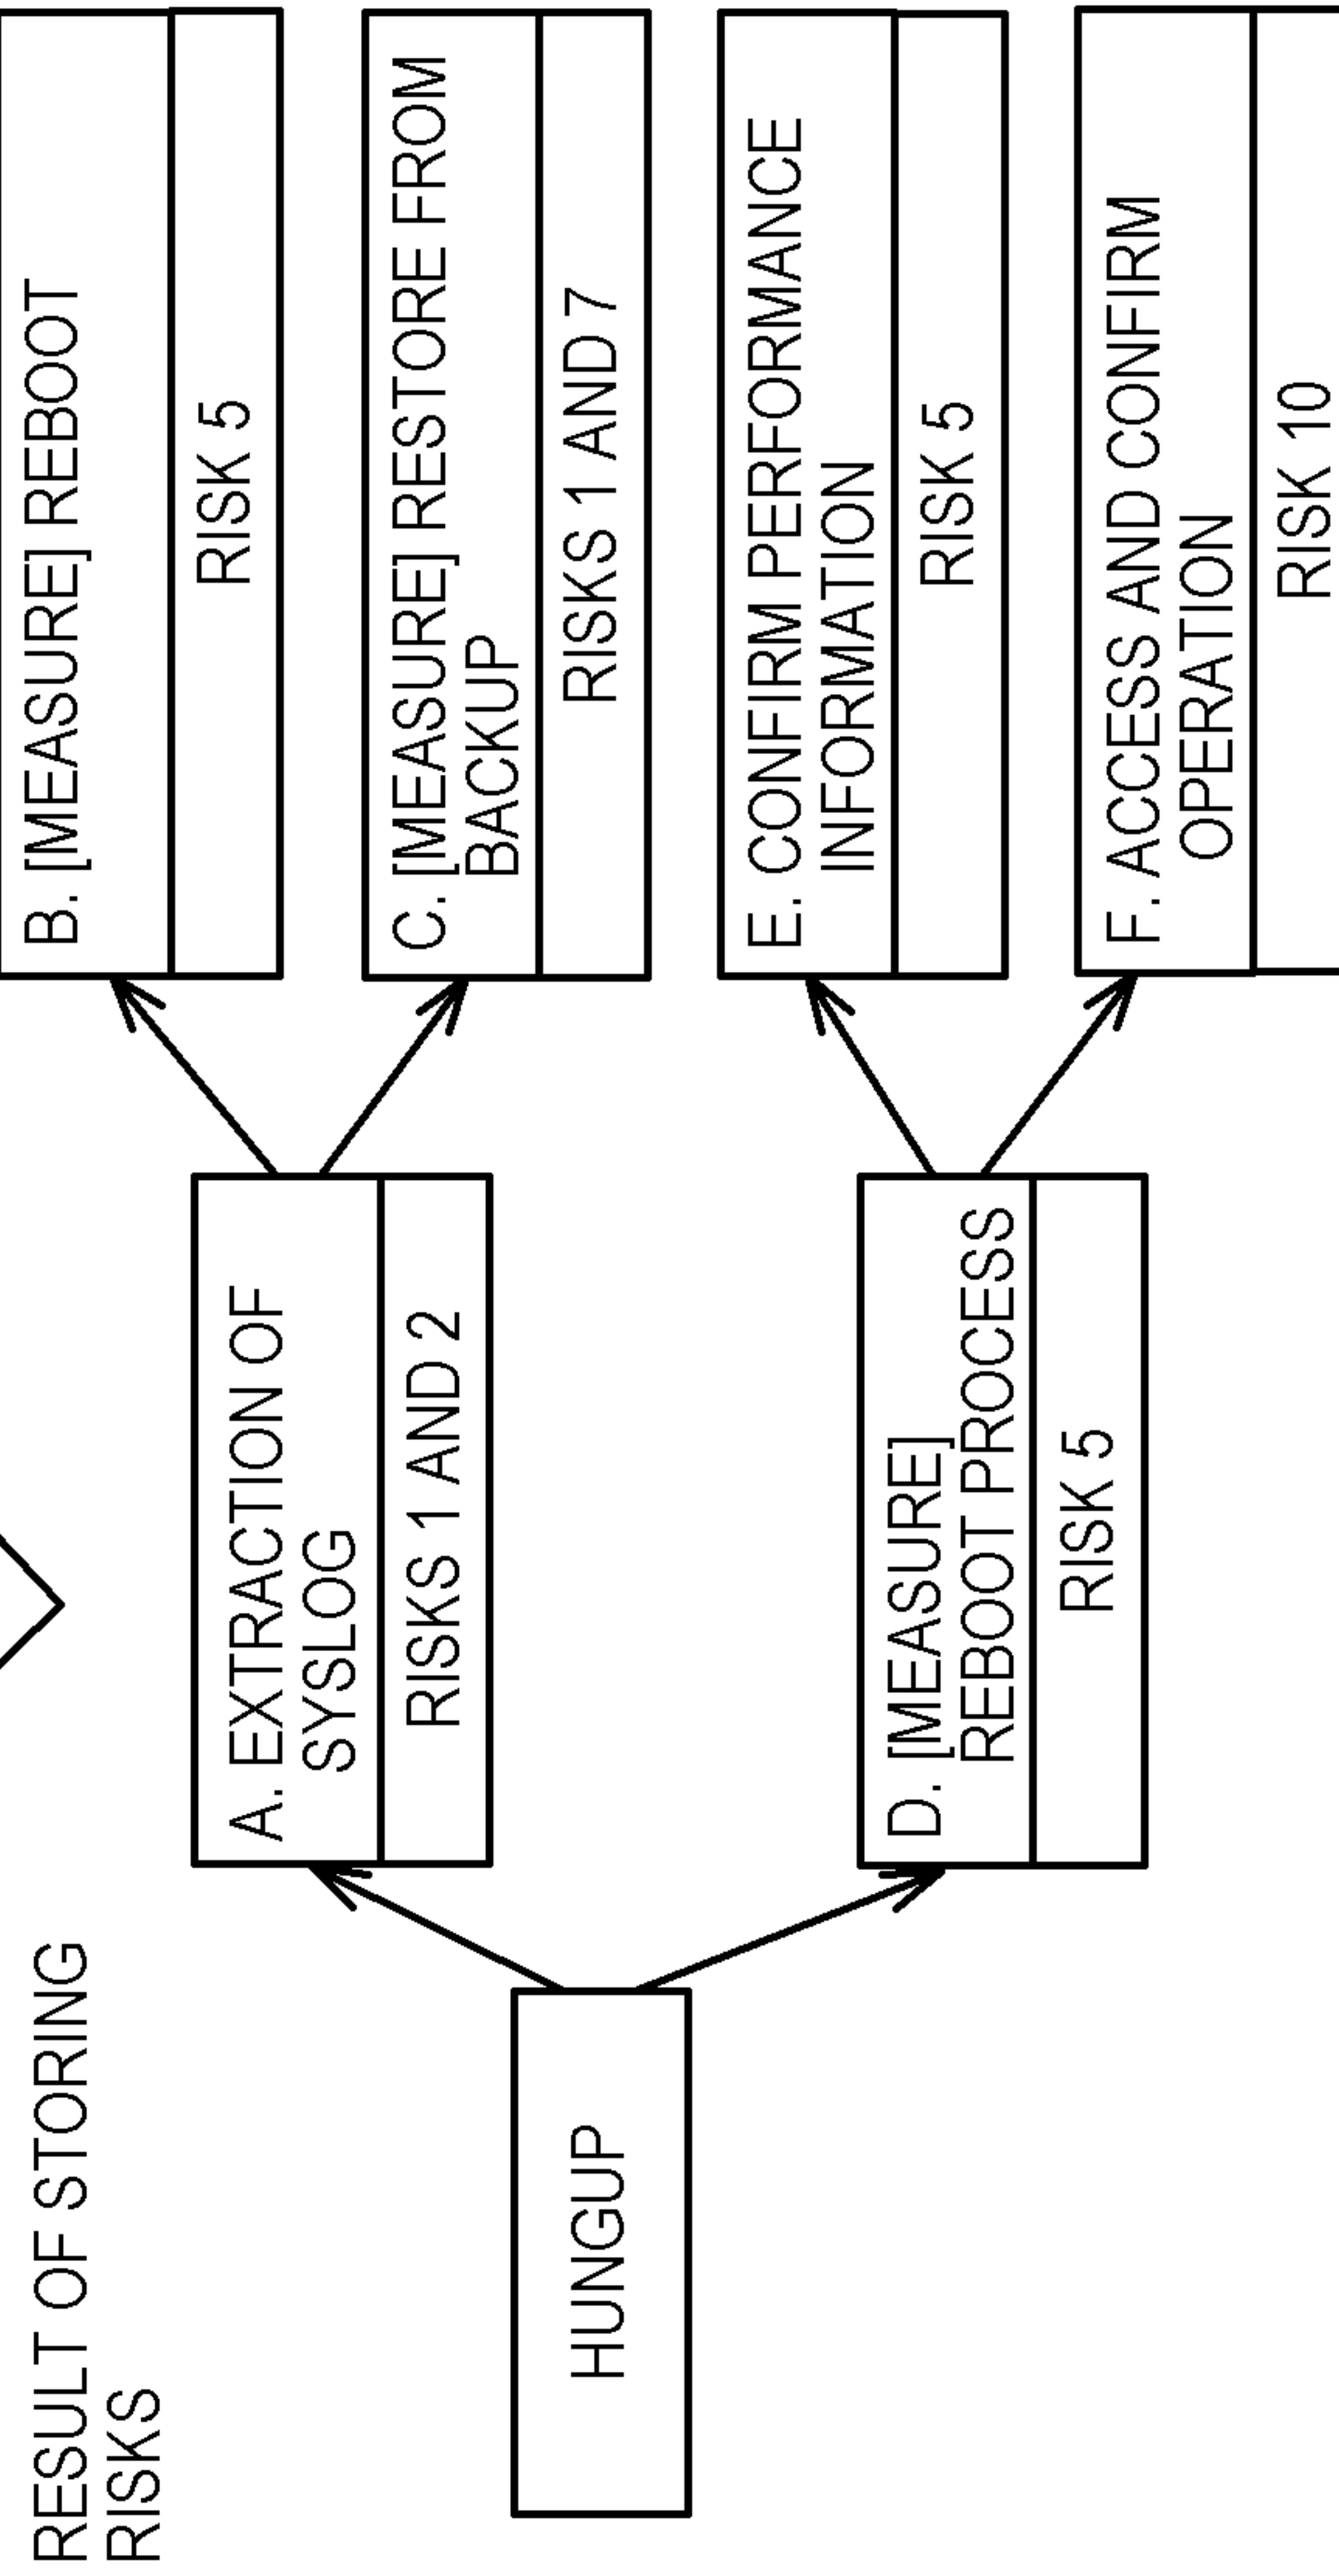 RESULT OF STORING
RISKS
HUNGUP
A. EXTRACTION OF
SYSLOG
RISKS 1 AND 2
B. [MEASURE] REBOOT
RISK 5
C. [MEASURE] RESTORE FROM
BACKUP
RISKS 1 AND 7
D. [MEASURE]
REBOOT PROCESS
RISK 5
E. CONFIRM PERFORMANCE
INFORMATION
RISK 5
F. ACCESS AND CONFIRM
OPERATION
RISK 10